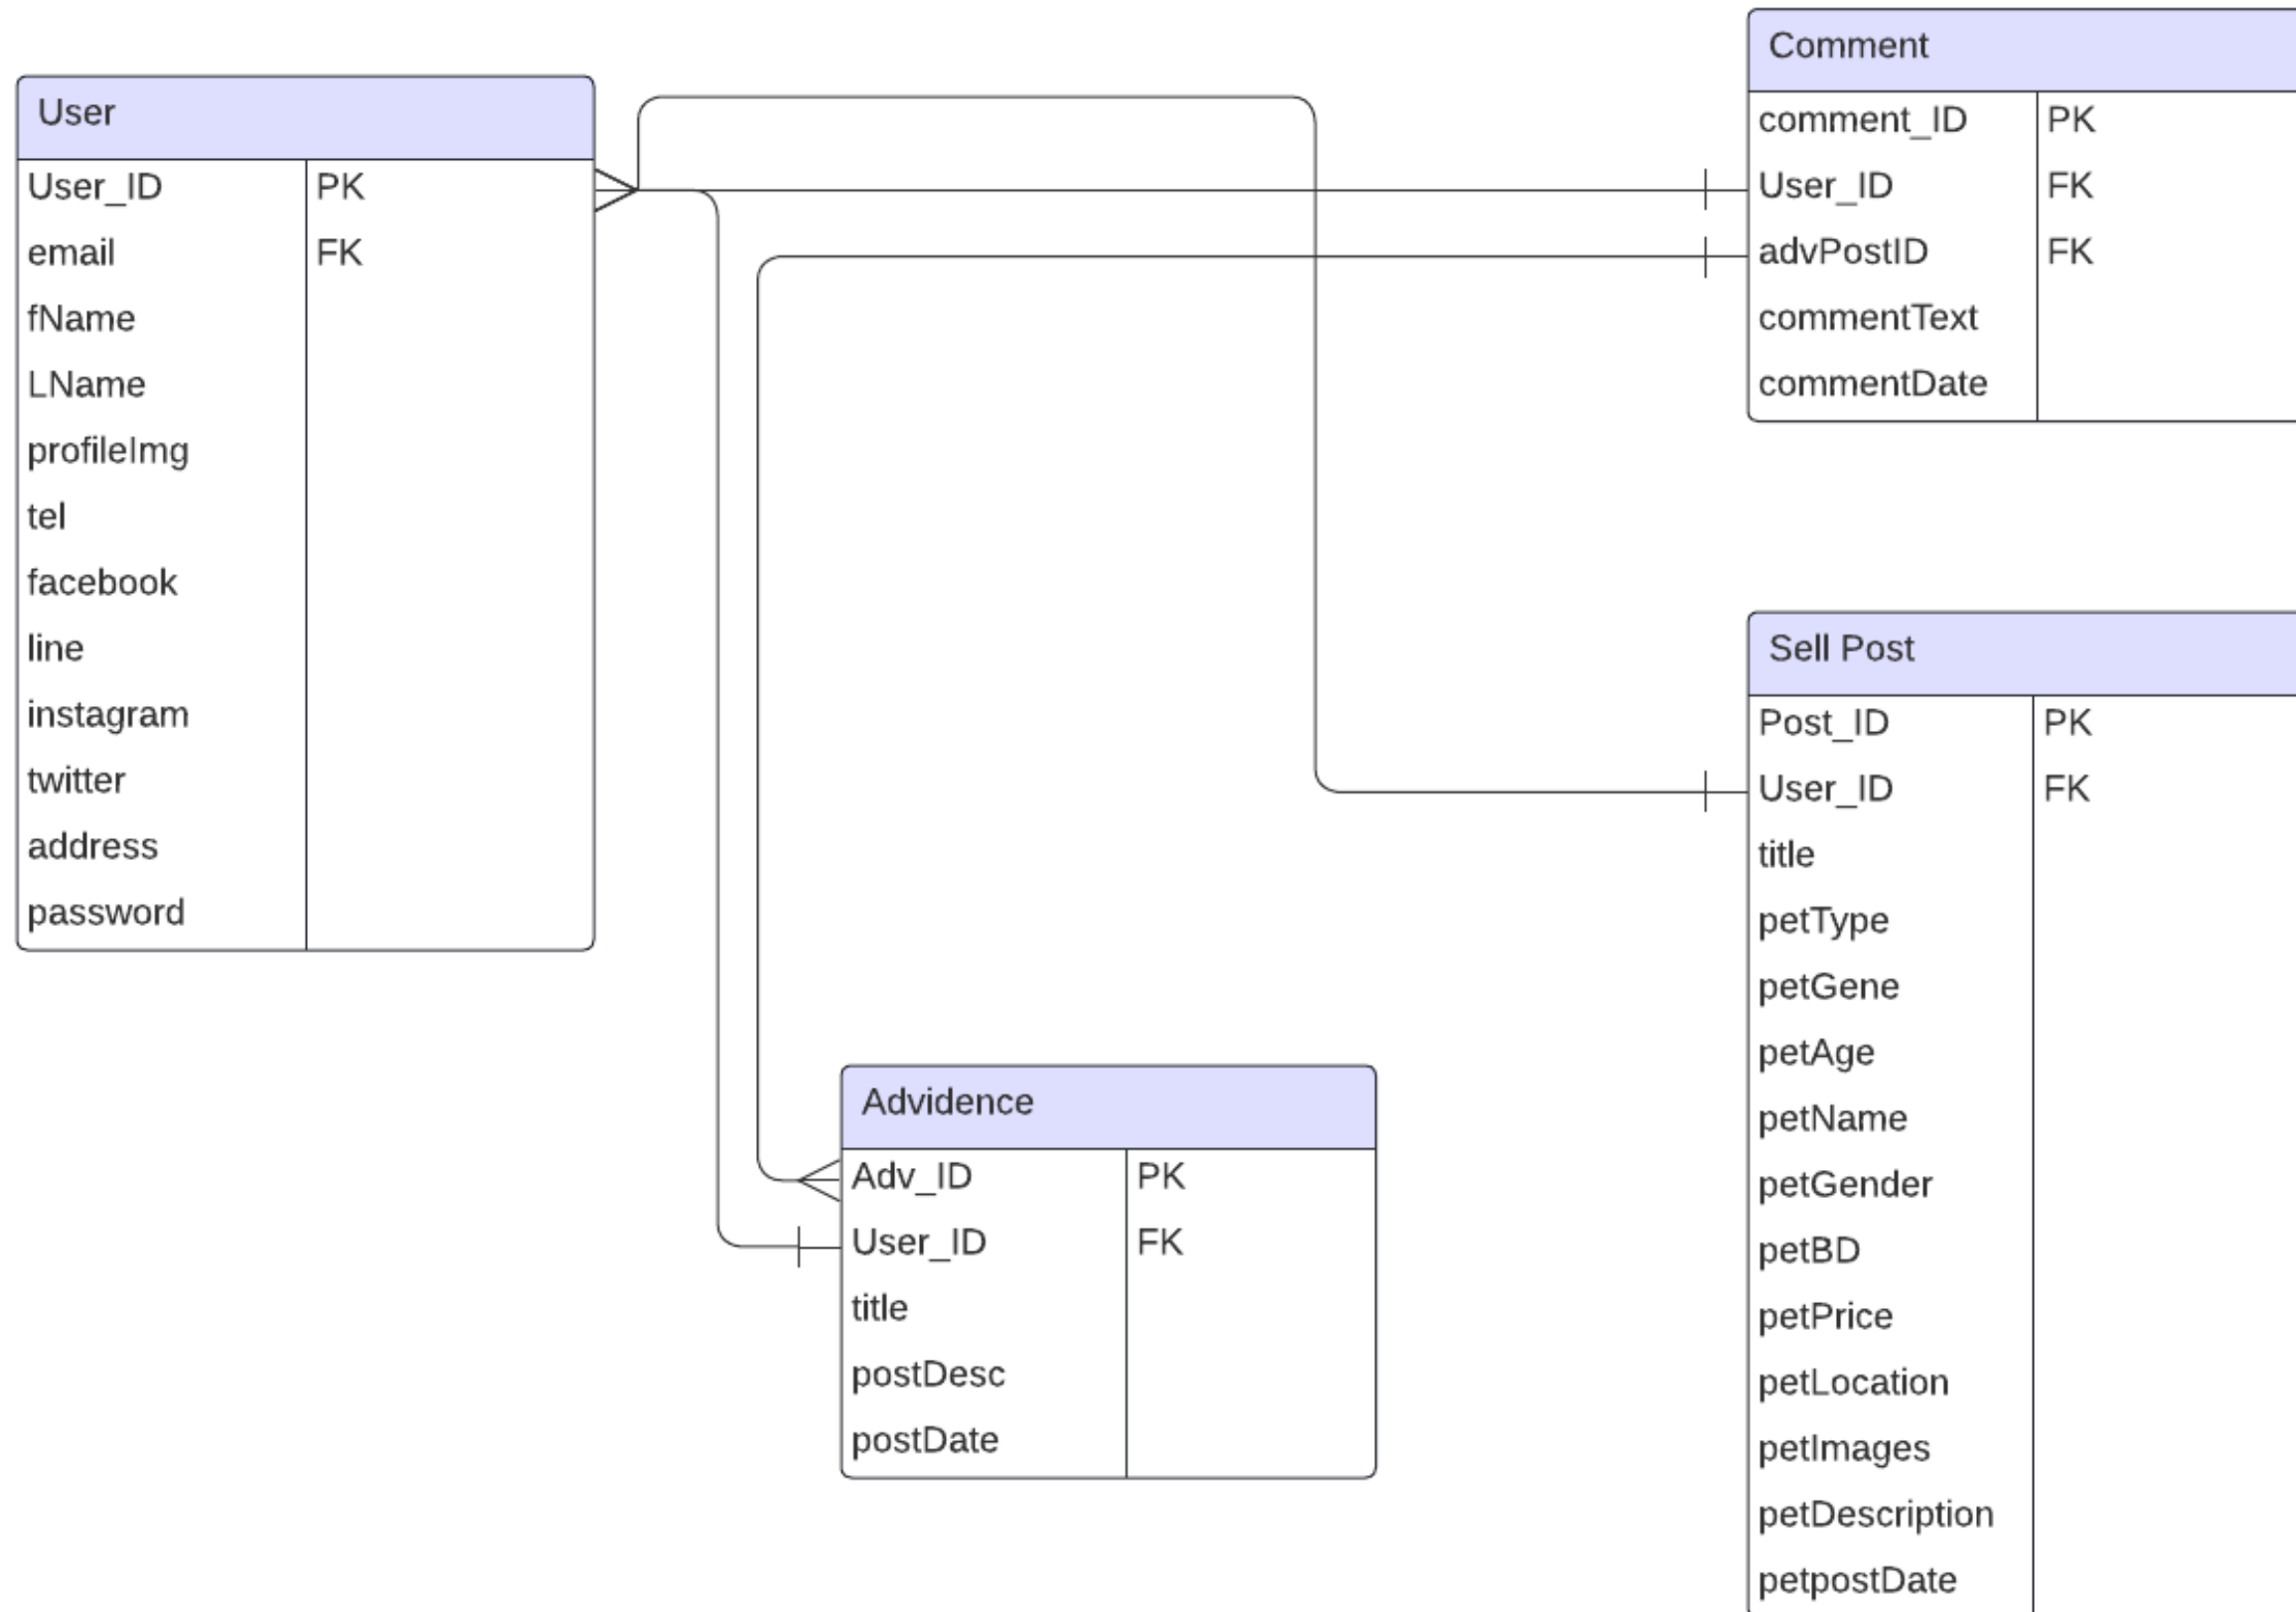 User
User_ID PK
email FK
fName
LName
profileImg
tel
facebook
line
instagram
twitter
address
password
Comment
comment_ID PK
User_ID FK
advPostID FK
commentText
commentDate
Advidence
Adv_ID PK
User_ID FK
title
postDesc
postDate
Sell Post
Post_ID PK
User_ID FK
title
petType
petGene
petAge
petName
petGender
petBD
petPrice
petLocation
petImages
petDescription
petpostDate